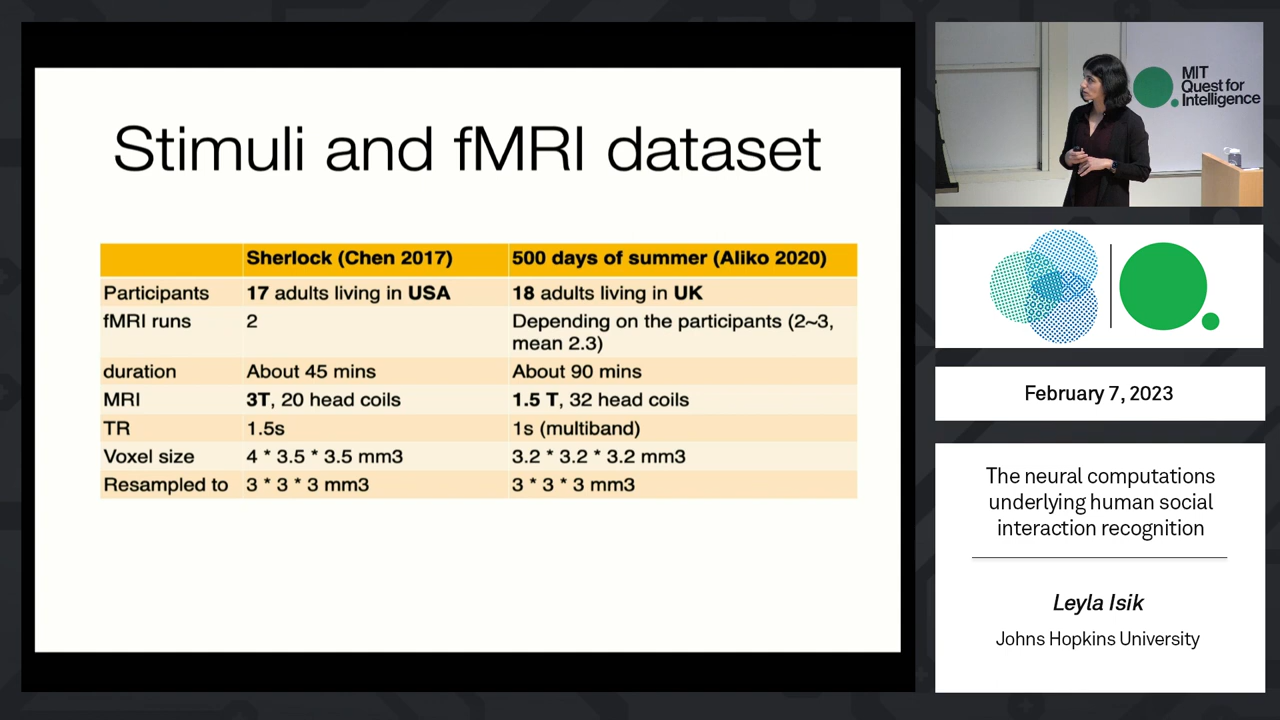 Stimuli and fMRI dataset
Sherlock (Chen 2017) 500 days of summer (Aliko 2020)
Participants 17 adults living in USA 18 adults living in UK
fMRI runs 2 Depending on the participants (2~3,
mean 2.3)
duration About 45 mins About 90 mins
MRI 3T, 20 head coils 1.5 T, 32 head coils
TR 1.5s 1s (multiband)
Voxel size 4 * 3.5 * 3.5 mm3 3.2 * 3.2 * 3.2 mm3
Resampled to 3 * 3 * 3 mm3 3 * 3 * 3 mm3
MIT
Quest for
Intelligence
February 7, 2023
The neural computations
underlying human social
interaction recognition
Leyla Isik
Johns Hopkins University